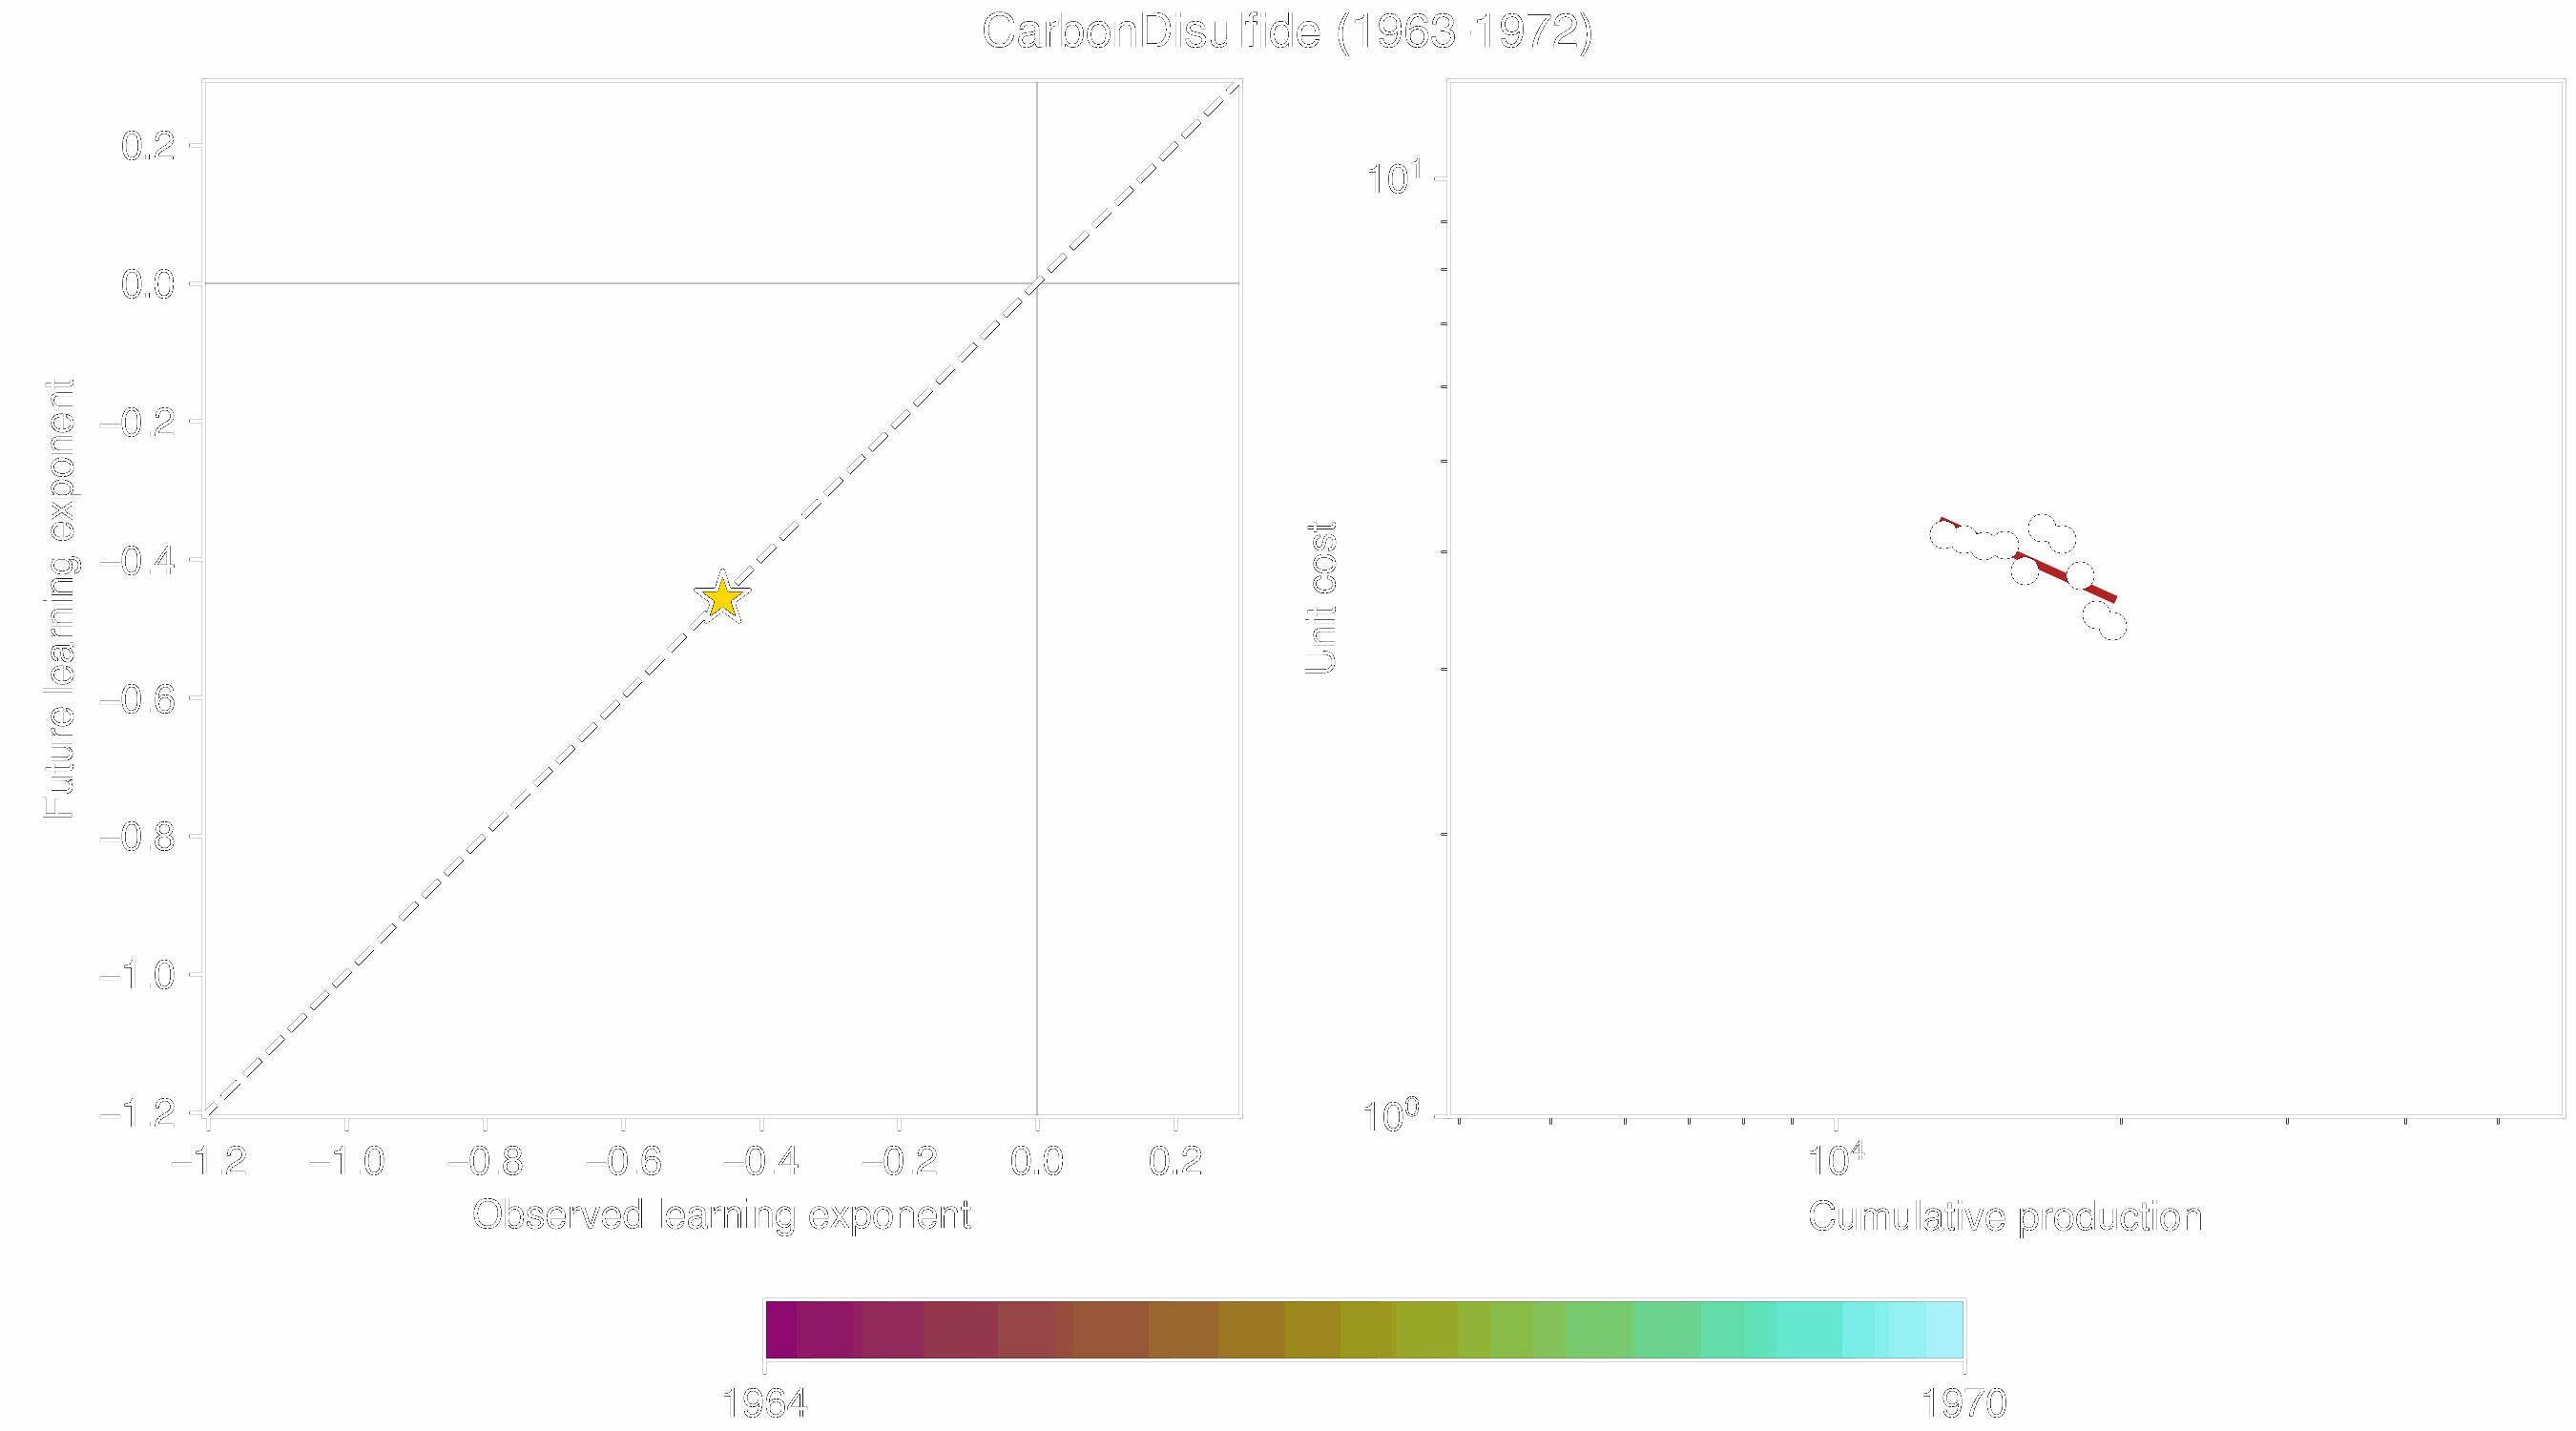 CarbonDisulfide (1963 1972)
0.2
0.0
−0.2
−0.4
−0.6
−0.8
−1.0
−1.2
Future learning exponent
−1.2 −1.0 −0.8 −0.6 −0.4 −0.2 0.0 0.2
Observed learning exponent
10¹
10⁰
Unit cost
10⁴
Cumulative production
1964 1970